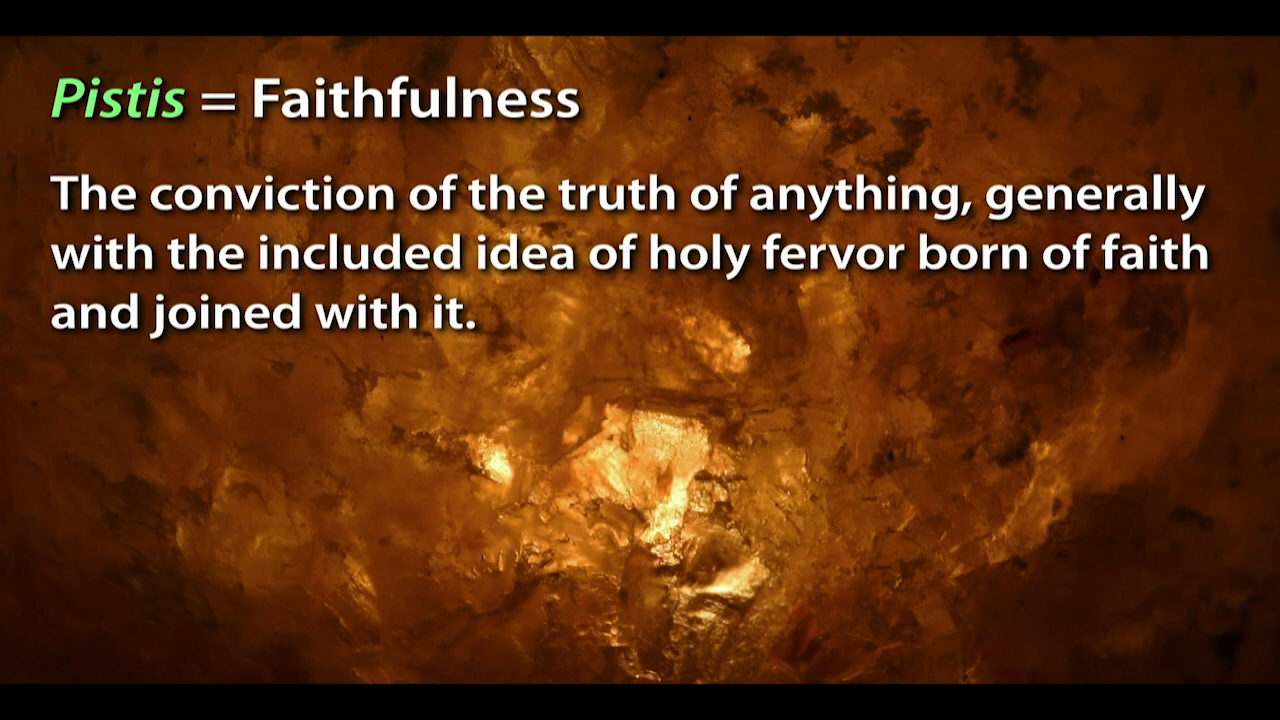 Pistis = Faithfulness
The conviction of the truth of anything, generally
with the included idea of holy fervor born of faith
and joined with it.